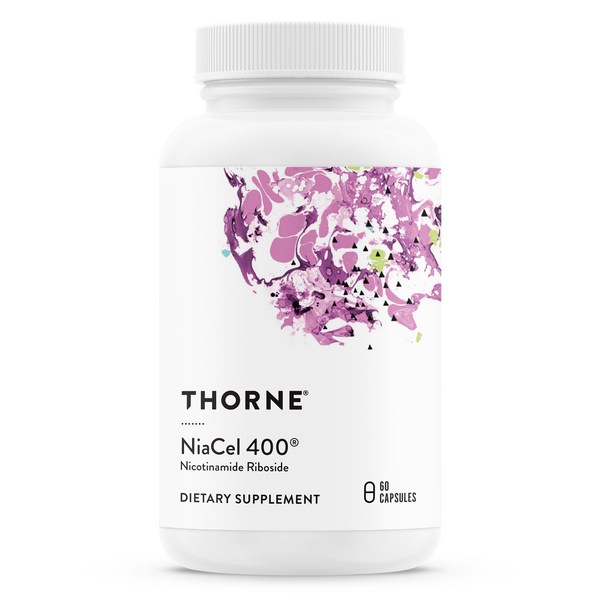 THORNE®
NiaCel 400®
Nicotinamide Riboside
DIETARY SUPPLEMENT
60
CAPSULES